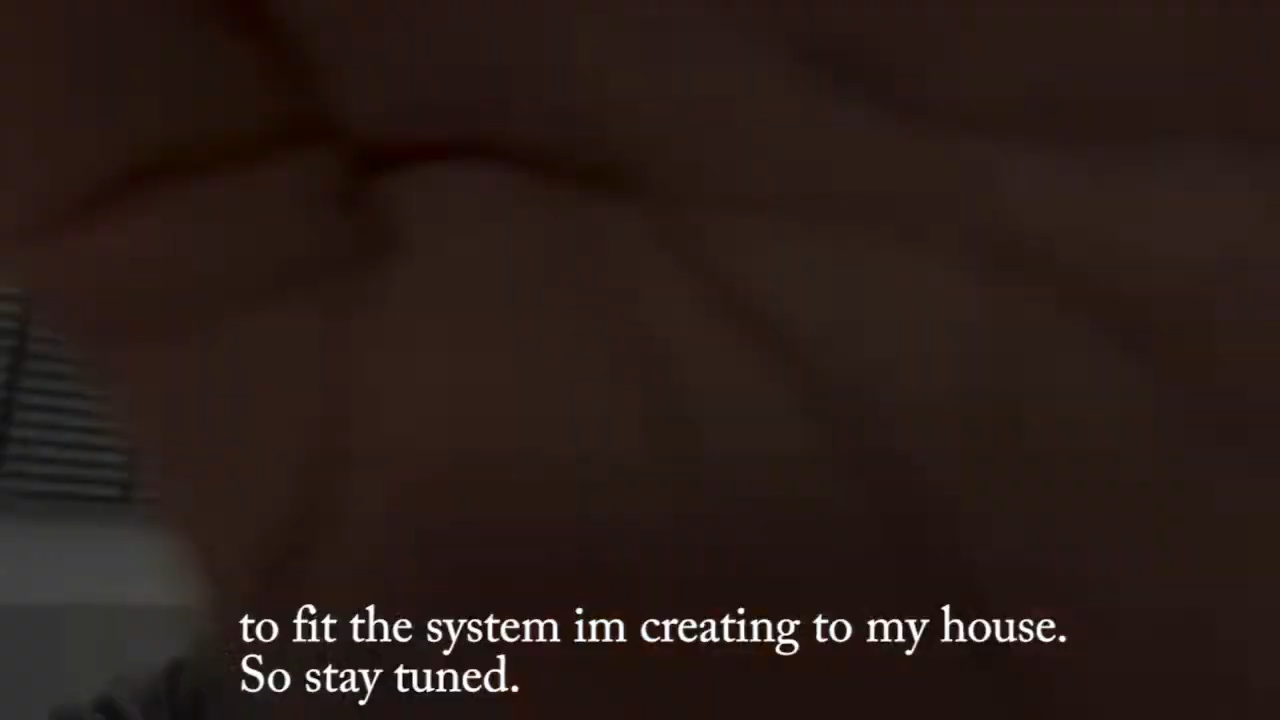 to fit the system im creating to my house.
So stay tuned.